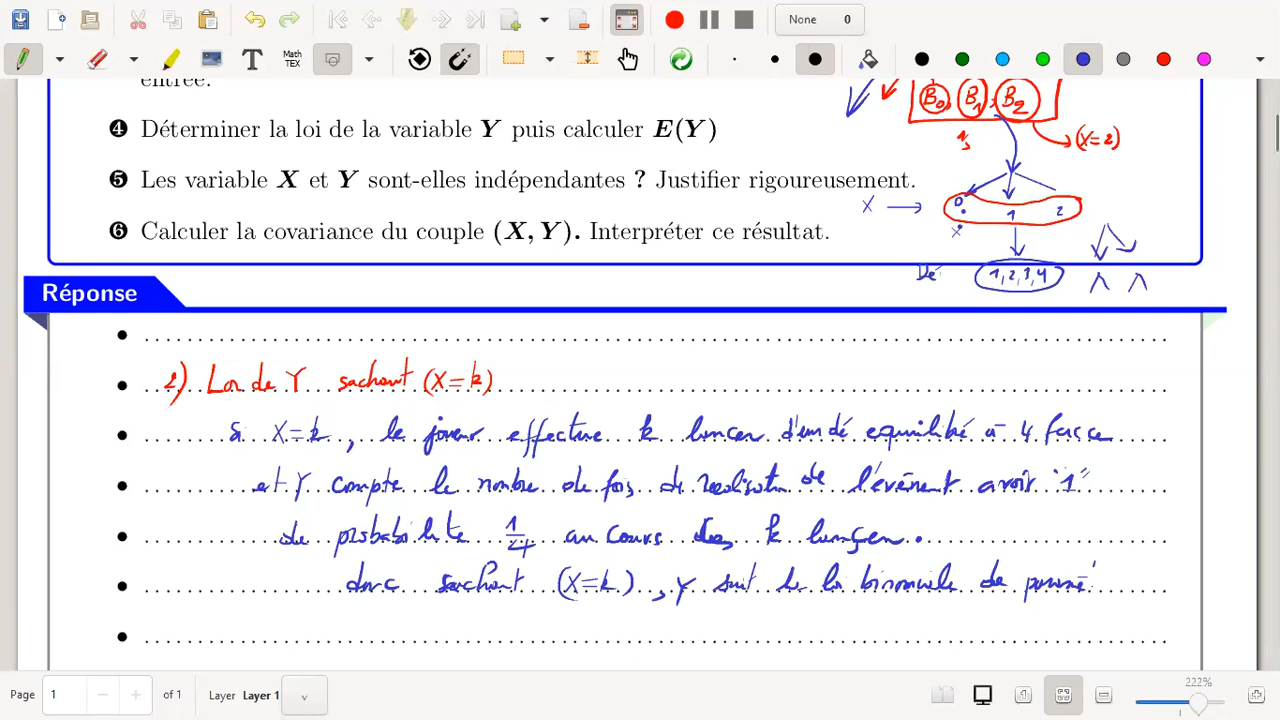 None 0
T Math TEX
entrée.
❹ Déterminer la loi de la variable Y puis calculer E(Y)
❺ Les variable X et Y sont-elles indépendantes ? Justifier rigoureusement.
❻ Calculer la covariance du couple (X, Y). Interpréter ce résultat.
B0, B1, B2
(X=2)
0 1 2
X
Dé
1,2,3,4
Réponse
2) Loi de Y sachant (X=k)
Si X=k, le joueur effectue k lancer d'un dé equilibré à 4 face
et Y compte le nombre de fois de realisation de l'événement avoir "1"
de probabilite 1/4 au cours des k lançer.
donc sachant (X=k), Y suit la loi binomiale de
Page 1 of 1 Layer Layer 1 222%